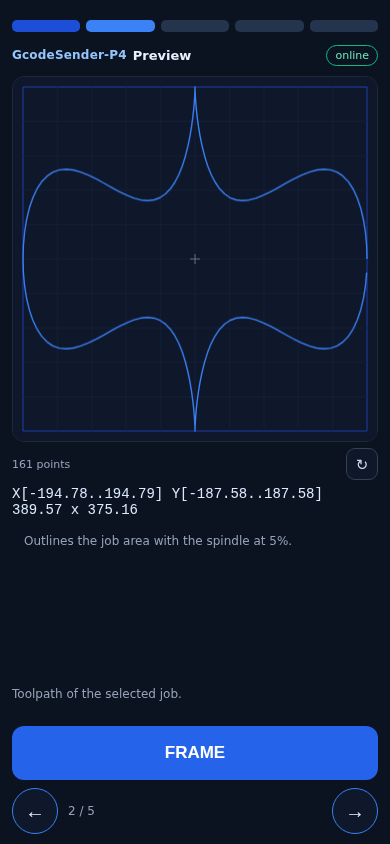 GcodeSender-P4 Preview online
161 points ↻
X[-194.78..194.79] Y[-187.58..187.58]
389.57 x 375.16
Outlines the job area with the spindle at 5%.
Toolpath of the selected job.
FRAME
← 2 / 5 →